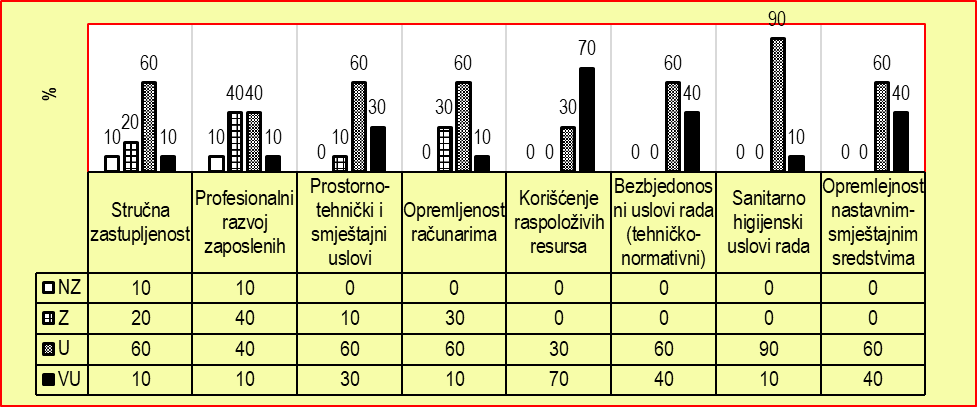 %
10 20 60 10
10 40 40 10
0 10 60 30
0 30 60 10
0 0 30 70
0 0 60 40
0 0 90 10
0 0 60 40
Stručna
zastupljenost
Profesionalni
razvoj
zaposlenih
Prostorno-
tehnički i
smještajni
uslovi
Opremljenost
računarima
Korišćenje
raspoloživih
resursa
Bezbjedonos
ni uslovi rada
(tehničko-
normativni)
Sanitarno
higijenski
uslovi rada
Opremlejnost
nastavnim-
smještajnim
sredstvima
NZ 10 10 0 0 0 0 0 0
Z 20 40 10 30 0 0 0 0
U 60 40 60 60 30 60 90 60
VU 10 10 30 10 70 40 10 40